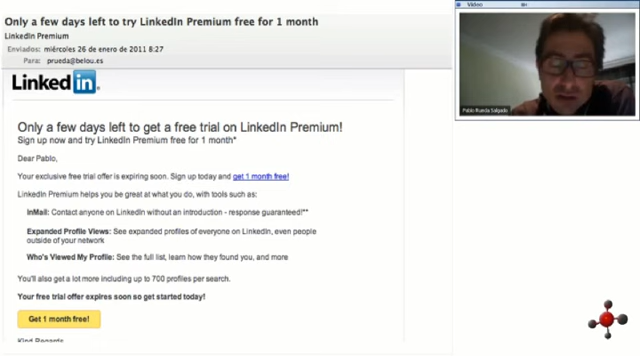 Only a few days left to try LinkedIn Premium free for 1 month
LinkedIn Premium
Enviados: miércoles 26 de enero de 2011 8:27
Para: prueda@belou.es
Linked in
Only a few days left to get a free trial on LinkedIn Premium!
Sign up now and try LinkedIn Premium free for 1 month*
Dear Pablo,
Your exclusive free trial offer is expiring soon. Sign up today and get 1 month free!
LinkedIn Premium helps you be great at what you do, with tools such as:
InMail: Contact anyone on LinkedIn without an introduction - response guaranteed!**
Expanded Profile Views: See expanded profiles of everyone on LinkedIn, even people
outside of your network
Who's Viewed My Profile: See the full list, learn how they found you, and more
You'll also get a lot more including up to 700 profiles per search.
Your free trial offer expires soon so get started today!
Get 1 month free!
Kind Regards
Video
Pablo Rueda Salgado